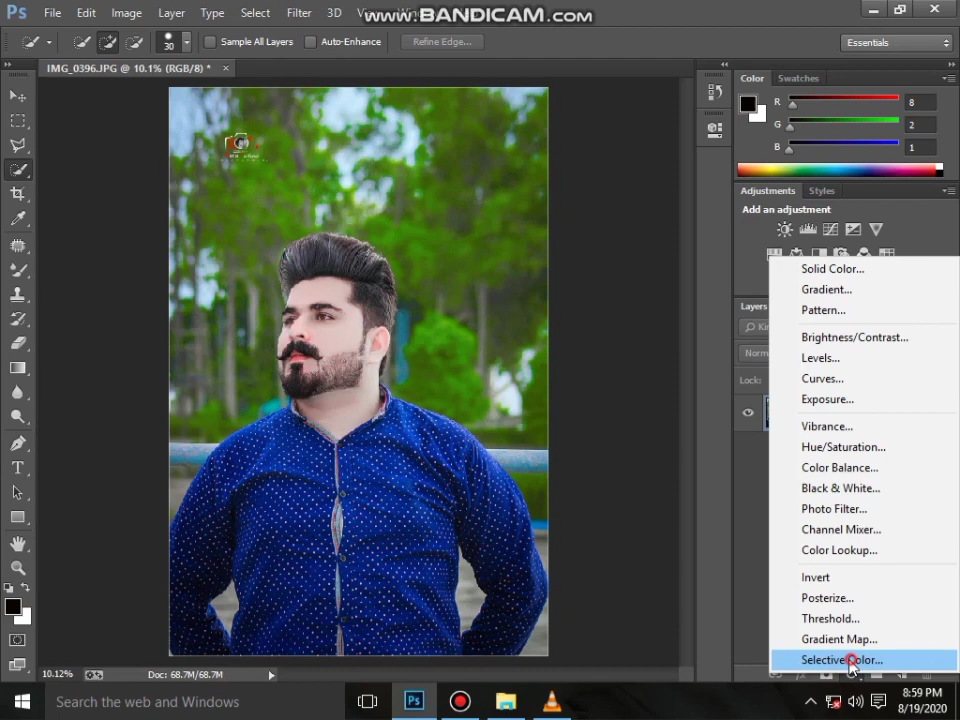 Ps File Edit Image Layer Type Select Filter 3D
www.BANDICAM.com
30 Sample All Layers Auto-Enhance Refine Edge... Essentials
IMG_0396.JPG @ 10.1% (RGB/8) * ×
Color Swatches
R 8
G 2
B 1
Adjustments Styles
Add an adjustment
Solid Color...
Gradient...
Pattern...
Layers
Brightness/Contrast...
Norm
Levels...
Lock:
Curves...
Exposure...
Vibrance...
Hue/Saturation...
Color Balance...
Black & White...
Photo Filter...
Channel Mixer...
Color Lookup...
Invert
Posterize...
Threshold...
Gradient Map...
Selective Color...
10.12% Doc: 68.7M/68.7M
Search the web and Windows
Ps
8:59 PM
8/19/2020